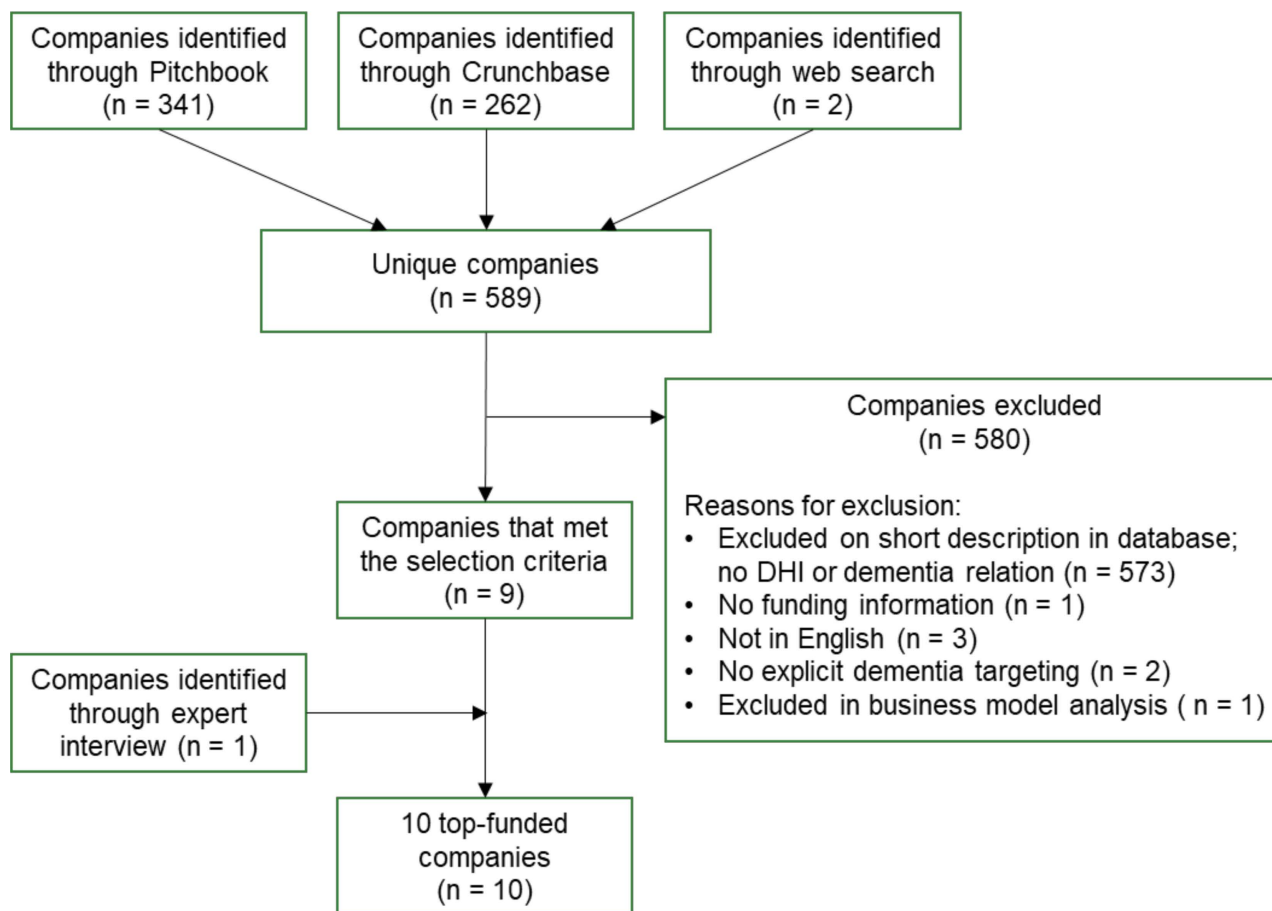 Companies identified
through Pitchbook
(n = 341)
Companies identified
through Crunchbase
(n = 262)
Companies identified
through web search
(n = 2)
Unique companies
(n = 589)
Companies excluded
(n = 580)
Reasons for exclusion:
• Excluded on short description in database;
no DHI or dementia relation (n = 573)
• No funding information (n = 1)
• Not in English (n = 3)
• No explicit dementia targeting (n = 2)
• Excluded in business model analysis ( n = 1)
Companies that met
the selection criteria
(n = 9)
Companies identified
through expert
interview (n = 1)
10 top-funded
companies
(n = 10)